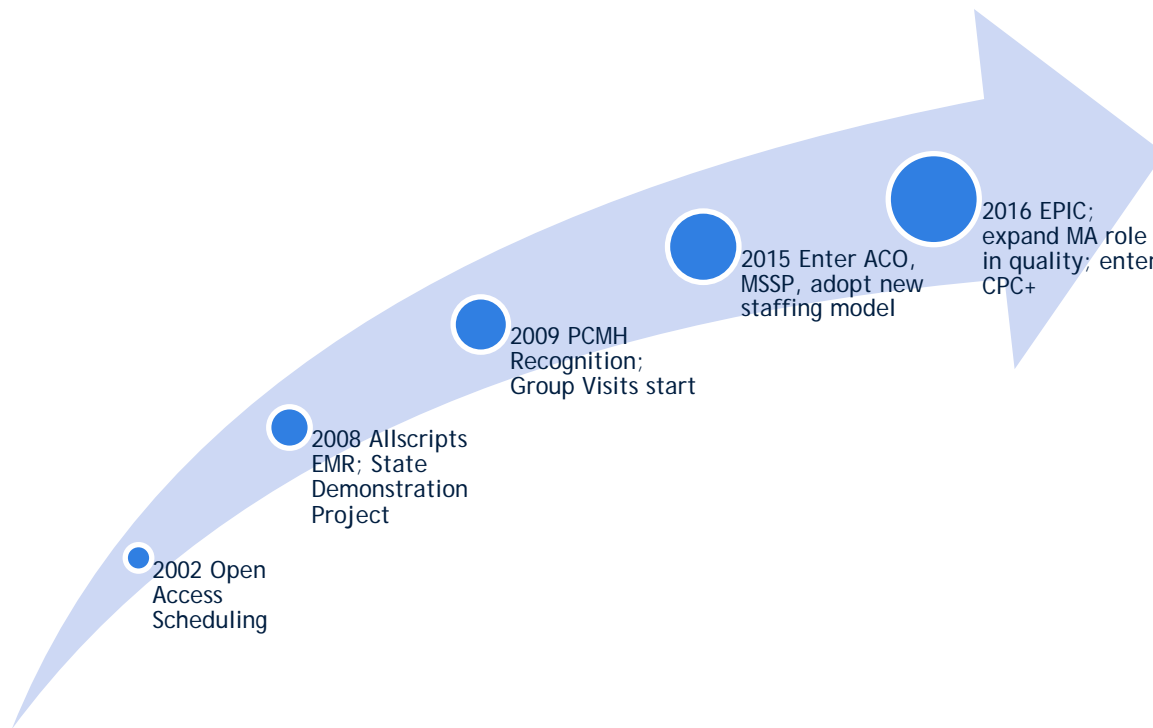 2002 Open
Access
Scheduling
2008 Allscripts
EMR; State
Demonstration
Project
2009 PCMH
Recognition;
Group Visits start
2015 Enter ACO,
MSSP, adopt new
staffing model
2016 EPIC;
expand MA role
in quality; enter
CPC+